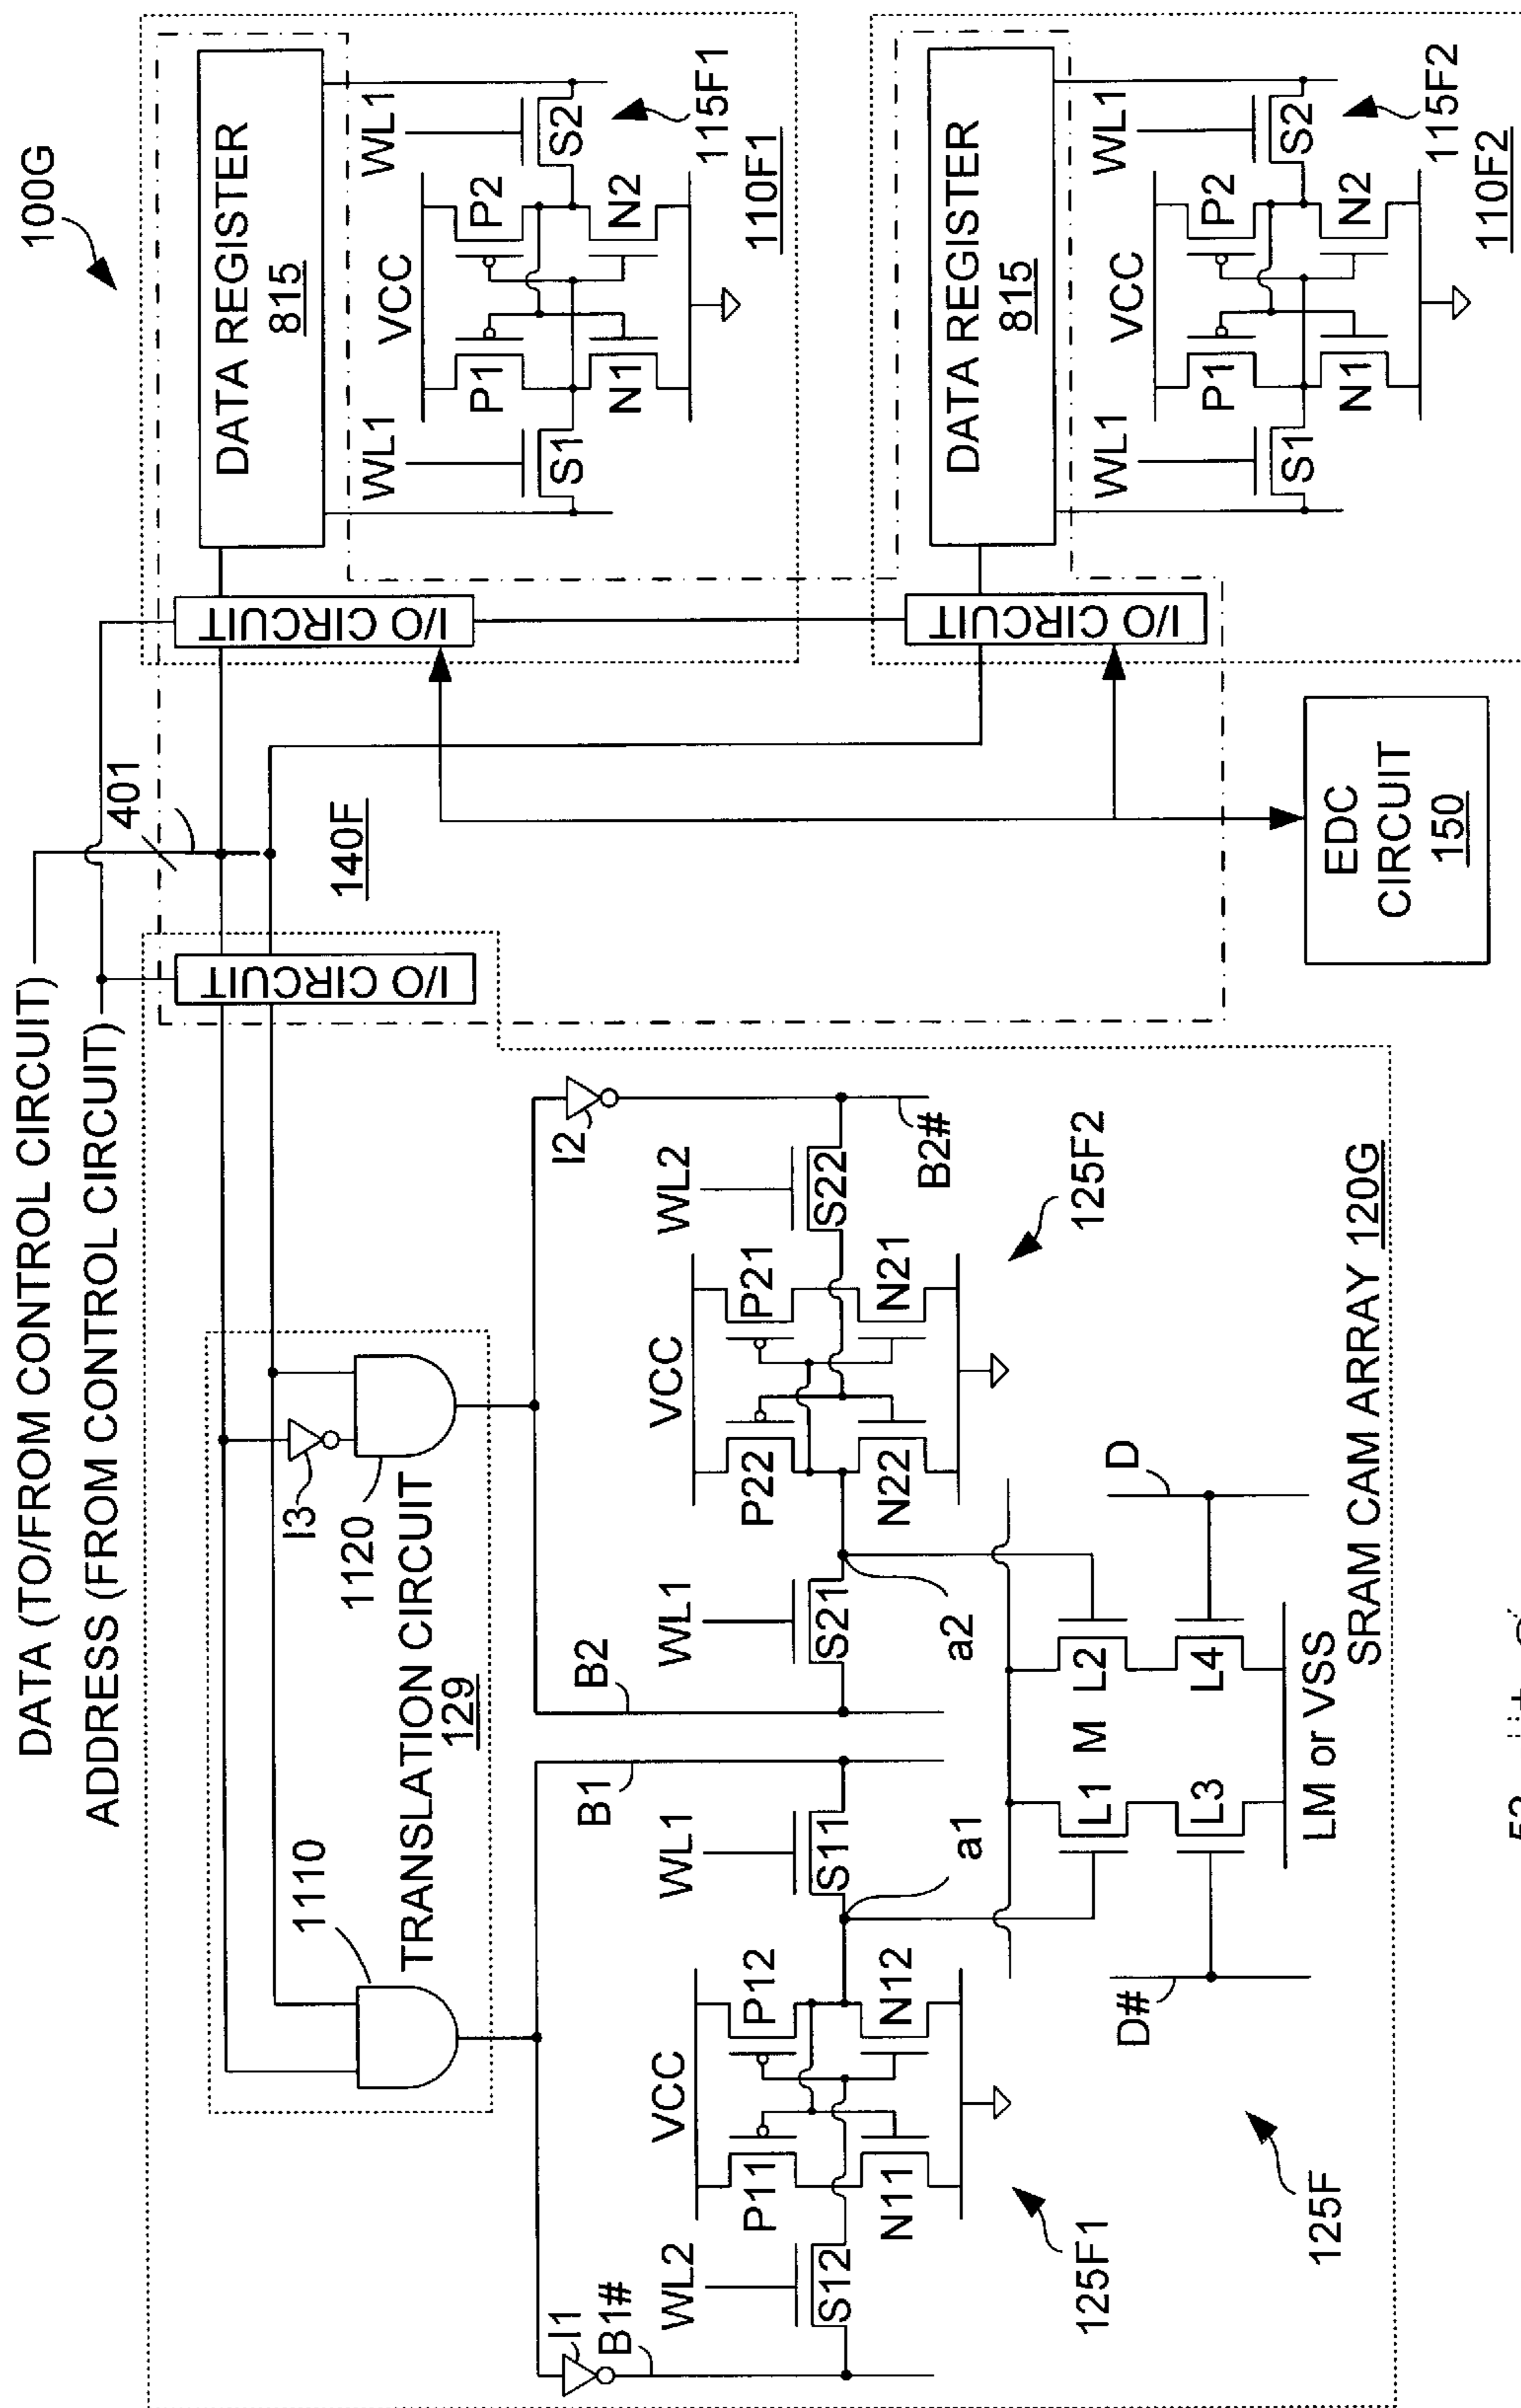 100G
DATA (TO/FROM CONTROL CIRCUIT)
ADDRESS (FROM CONTROL CIRCUIT)
401
140F
I/O CIRCUIT
I/O CIRCUIT
I/O CIRCUIT
DATA REGISTER
815
WL1
VCC
WL1
P1
P2
S1
S2
N1
N2
115F1
110F1
DATA REGISTER
815
WL1
VCC
WL1
P1
P2
S1
S2
N1
N2
115F2
110F2
EDC
CIRCUIT
150
1110
I3
1120
TRANSLATION CIRCUIT
129
I1
B1#
B1
B2
I2
B2#
WL2
VCC
WL1
WL1
VCC
WL2
P11
P12
P22
P21
S12
S11
S21
S22
N11
N12
N22
N21
125F1
a1
a2
125F2
D#
L1
M
L2
D
L3
L4
LM or VSS
125F
SRAM CAM ARRAY 120G